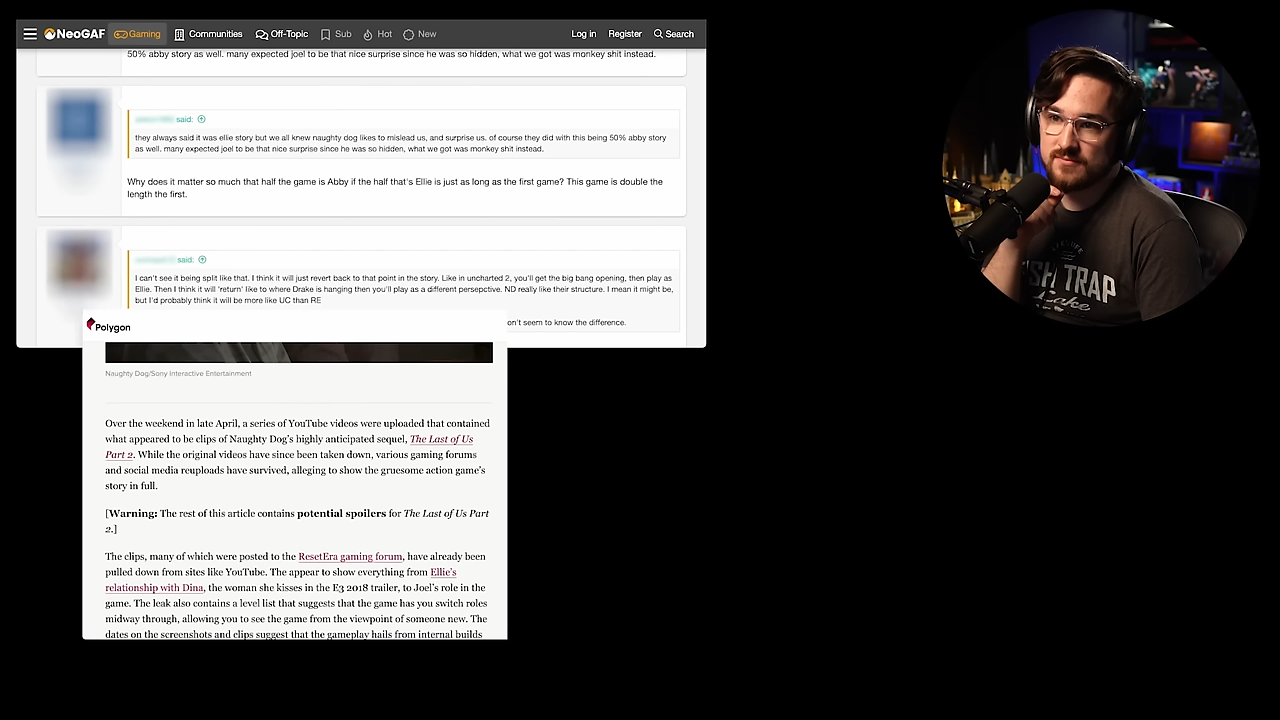 NeoGAF Gaming Communities Off-Topic Sub Hot New Log in Register Search
50% abby story as well. many expected joel to be that nice surprise since he was so hidden, what we got was monkey shit instead.
said:
they always said it was ellie story but we all knew naughty dog likes to mislead us, and surprise us. of course they did with this being 50% abby story
as well. many expected joel to be that nice surprise since he was so hidden, what we got was monkey shit instead.
Why does it matter so much that half the game is Abby if the half that's Ellie is just as long as the first game? This game is double the
length the first.
said:
I can't see it being split like that. I think it will just revert back to that point in the story. Like in uncharted 2, you'll get the big bang opening, then play as
Ellie. Then I think it will 'return' like to where Drake is hanging then you'll play as a different persepctive. ND really like their structure. I mean it might be,
but I'd probably think it will be more like UC than RE
on't seem to know the difference.
Polygon
Naughty Dog/Sony Interactive Entertainment
Over the weekend in late April, a series of YouTube videos were uploaded that contained
what appeared to be clips of Naughty Dog's highly anticipated sequel, The Last of Us
Part 2. While the original videos have since been taken down, various gaming forums
and social media reuploads have survived, alleging to show the gruesome action game's
story in full.
[Warning: The rest of this article contains potential spoilers for The Last of Us Part
2.]
The clips, many of which were posted to the ResetEra gaming forum, have already been
pulled down from sites like YouTube. The appear to show everything from Ellie's
relationship with Dina, the woman she kisses in the E3 2018 trailer, to Joel's role in the
game. The leak also contains a level list that suggests that the game has you switch roles
midway through, allowing you to see the game from the viewpoint of someone new. The
dates on the screenshots and clips suggest that the gameplay hails from internal builds
TRAP
Lake